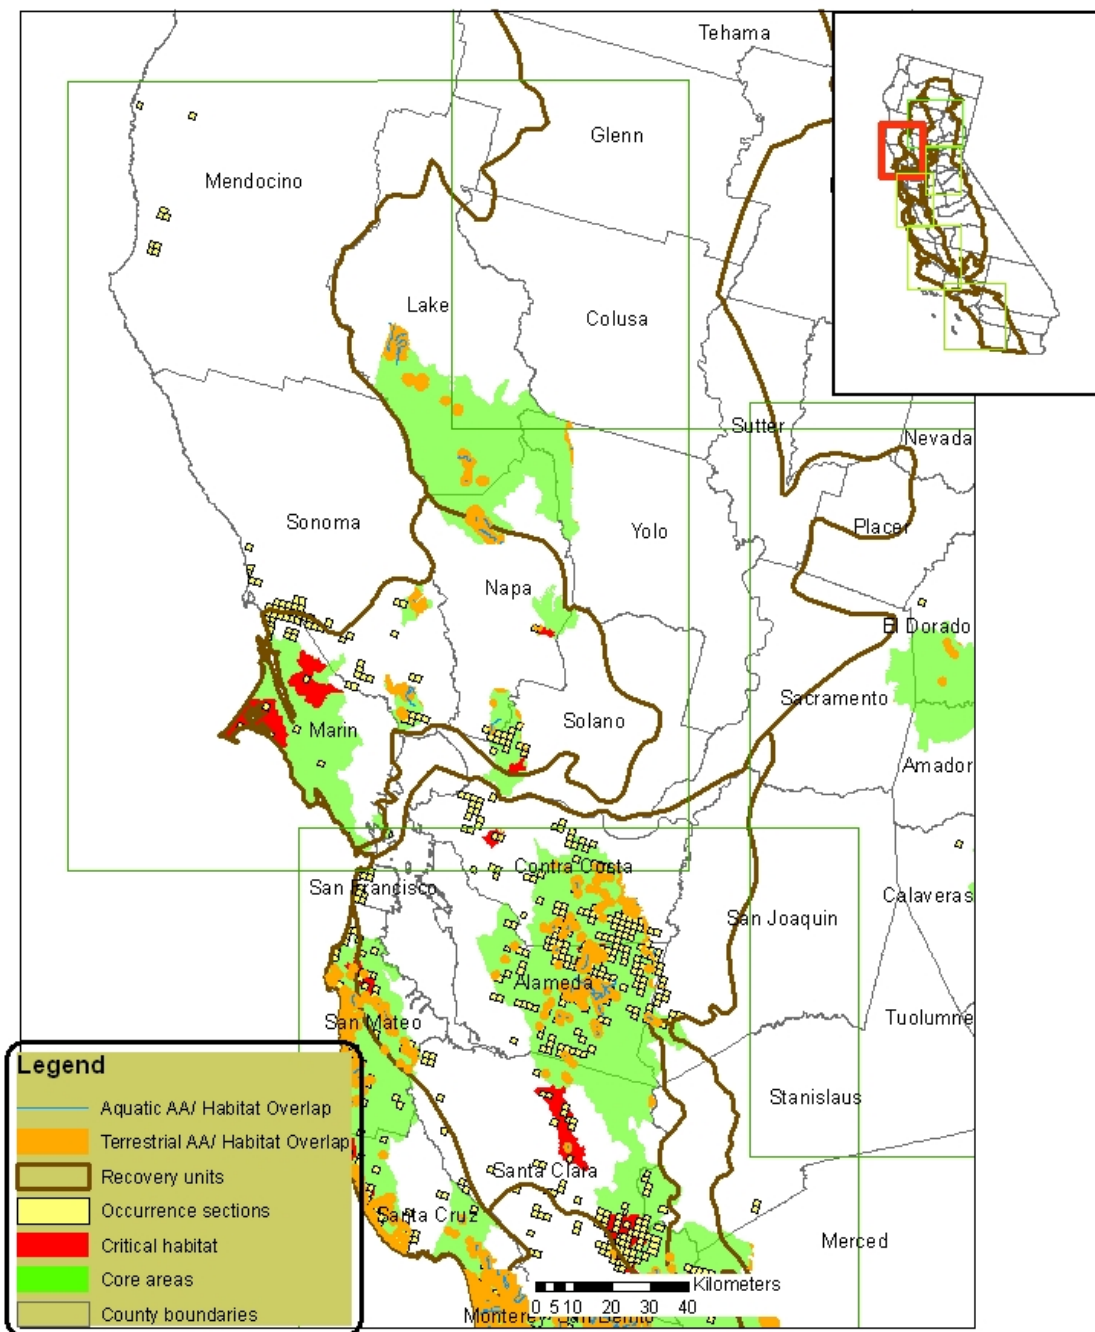 Tehama
Glenn
Mendocino
Lake
Colusa
Sutter
Nevada
Sonoma
Yolo
Placer
Napa
El Dorado
Sacramento
Solano
Marin
Amador
Contra Costa
San Francisco
Calaveras
San Joaquin
Alameda
San Mateo
Tuolumne
Stanislaus
Santa Clara
Santa Cruz
Merced
Kilometers
0 5 10 20 30 40
Monterey San Benito
Legend
Aquatic AA/ Habitat Overlap
Terrestrial AA/ Habitat Overlap
Recovery units
Occurrence sections
Critical habitat
Core areas
County boundaries